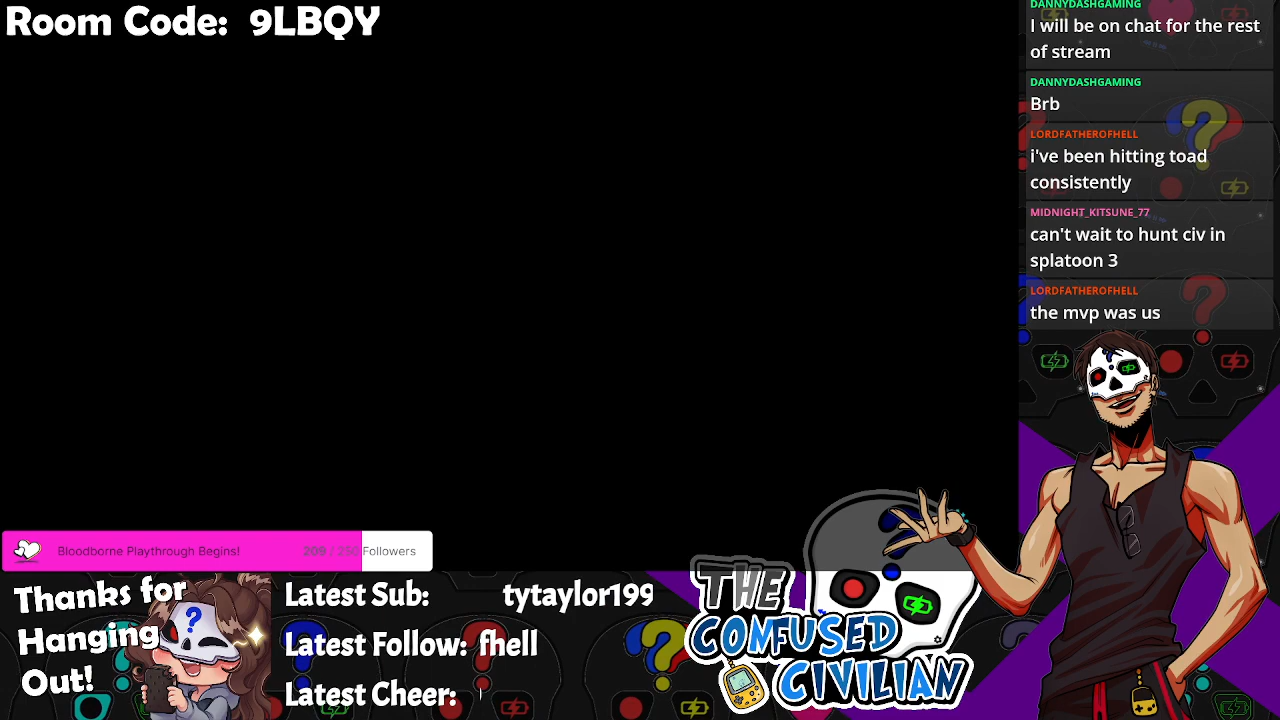 Room Code: 9LBQY
DANNYDASHGAMING
I will be on chat for the rest
of stream
DANNYDASHGAMING
Brb
LORDFATHEROFHELL
i've been hitting toad
consistently
MIDNIGHT_KITSUNE_77
can't wait to hunt civ in
splatoon 3
LORDFATHEROFHELL
the mvp was us
Bloodborne Playthrough Begins!
209 / 250 Followers
Thanks for
Hanging
Out!
Latest Sub: tytaylor199
Latest Follow: fhell
Latest Cheer:
THE
CONFUSED
CIVILIAN